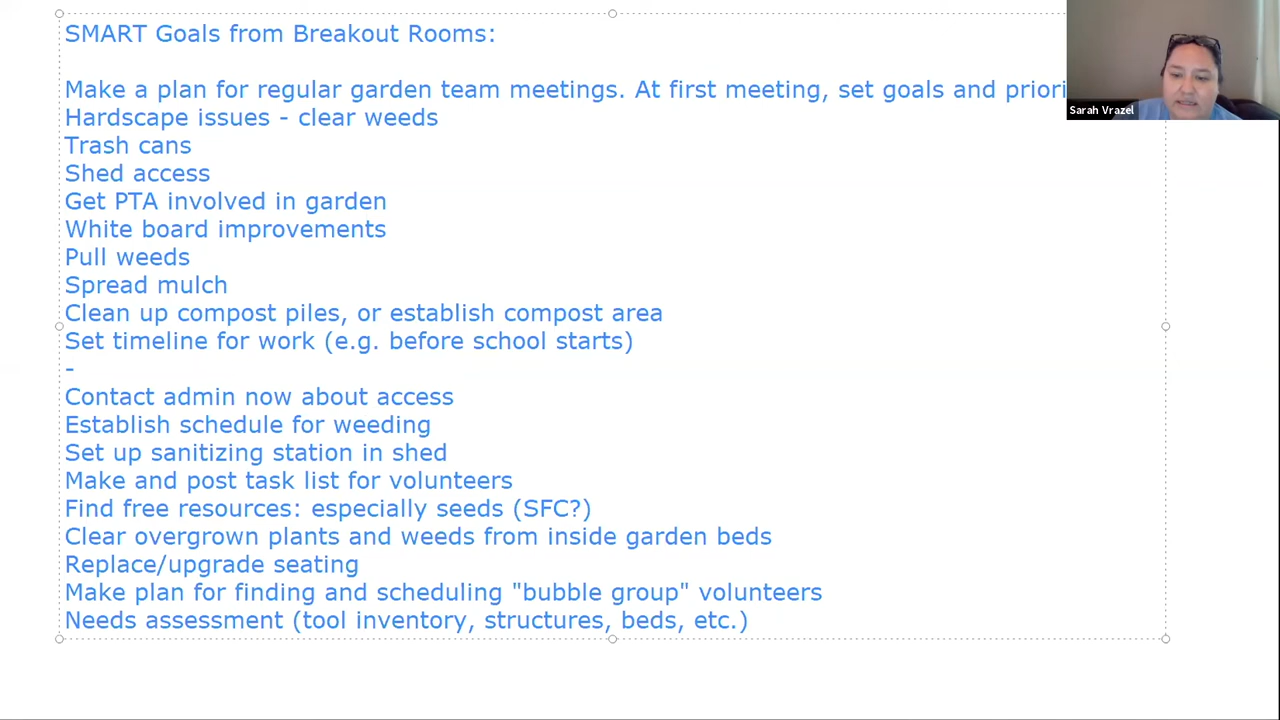 SMART Goals from Breakout Rooms:
Make a plan for regular garden team meetings. At first meeting, set goals and
Hardscape issues - clear weeds
Trash cans
Shed access
Get PTA involved in garden
White board improvements
Pull weeds
Spread mulch
Clean up compost piles, or establish compost area
Set timeline for work (e.g. before school starts)
-
Contact admin now about access
Establish schedule for weeding
Set up sanitizing station in shed
Make and post task list for volunteers
Find free resources: especially seeds (SFC?)
Clear overgrown plants and weeds from inside garden beds
Replace/upgrade seating
Make plan for finding and scheduling "bubble group" volunteers
Needs assessment (tool inventory, structures, beds, etc.)
Sarah Vrazel